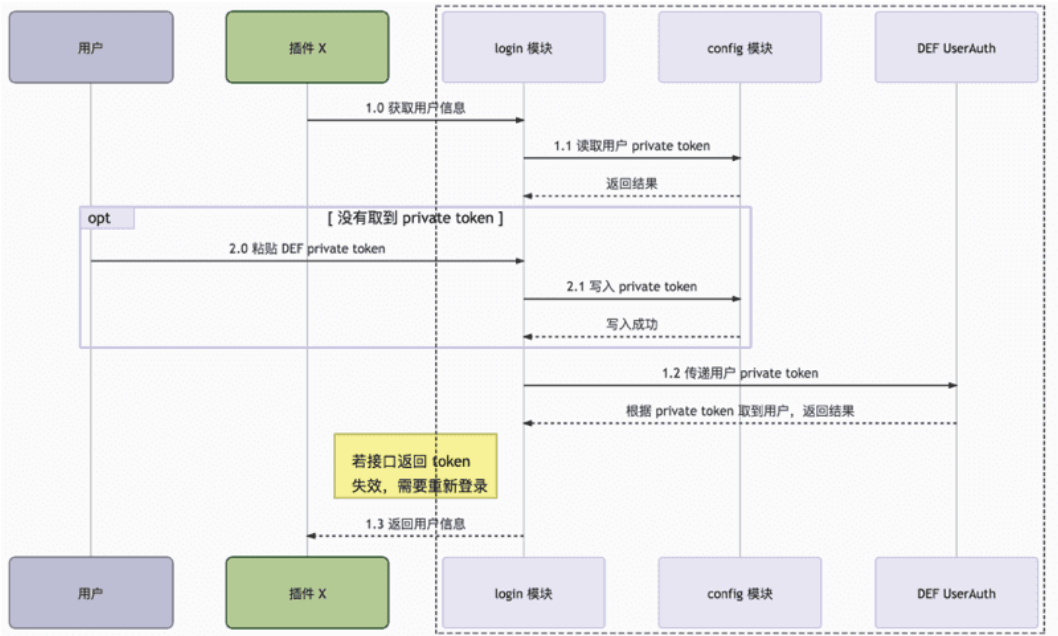 用户
插件 X
login 模块
config 模块
DEF UserAuth
1.0 获取用户信息
1.1 读取用户 private token
返回结果
opt
[ 没有取到 private token ]
2.0 粘贴 DEF private token
2.1 写入 private token
写入成功
1.2 传递用户 private token
根据 private token 取到用户，返回结果
若接口返回 token
失效，需要重新登录
1.3 返回用户信息
用户
插件 X
login 模块
config 模块
DEF UserAuth